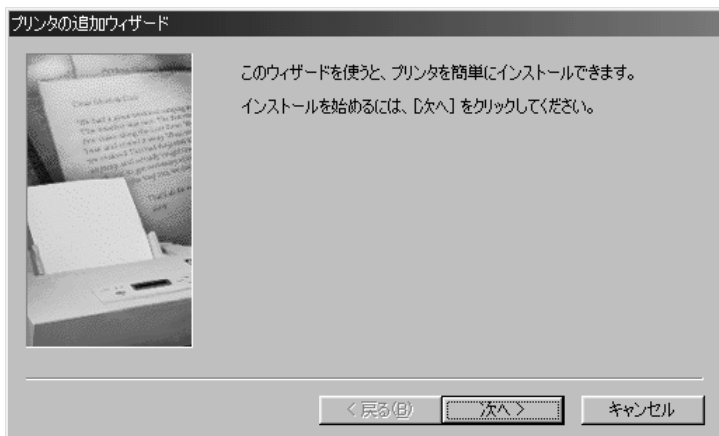 プリンタの追加ウィザード
このウィザードを使うと、プリンタを簡単にインストールできます。
インストールを始めるには、[次へ] をクリックしてください。
< 戻る(B)
次へ >
キャンセル